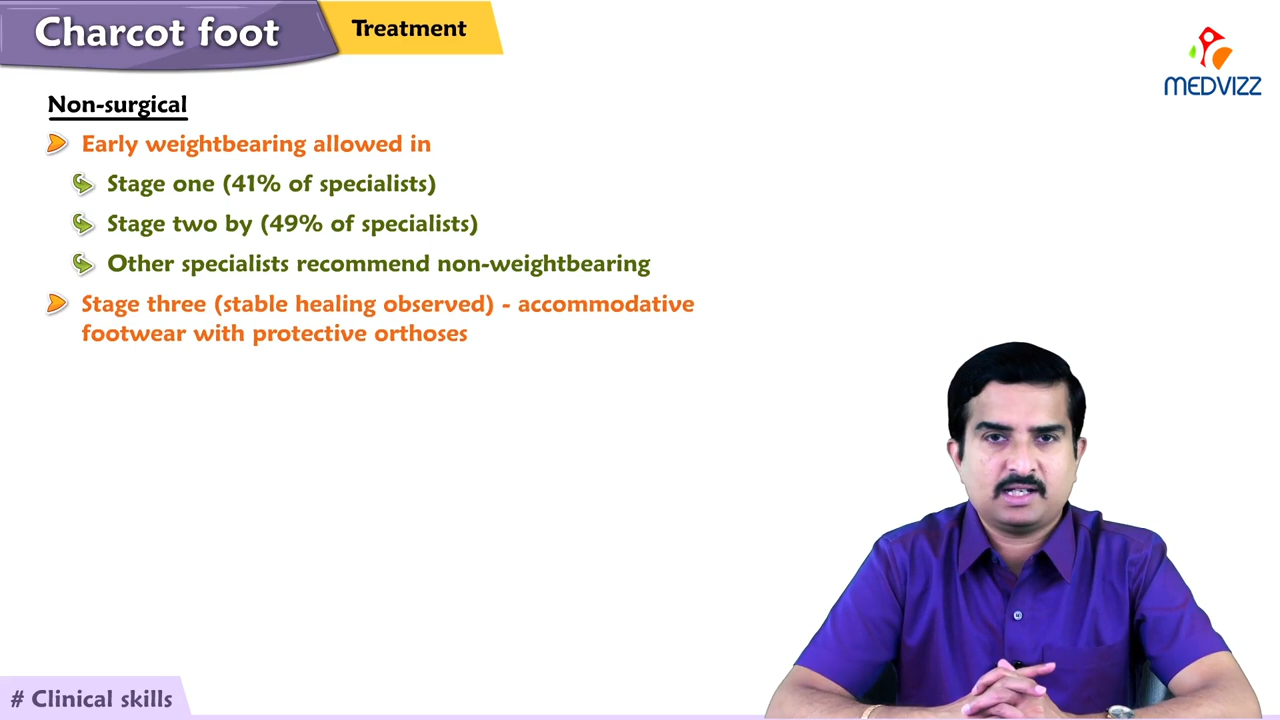 Charcot foot
Treatment
MEDVIZZ
Non-surgical
Early weightbearing allowed in
Stage one (41% of specialists)
Stage two by (49% of specialists)
Other specialists recommend non-weightbearing
Stage three (stable healing observed) - accommodative
footwear with protective orthoses
# Clinical skills